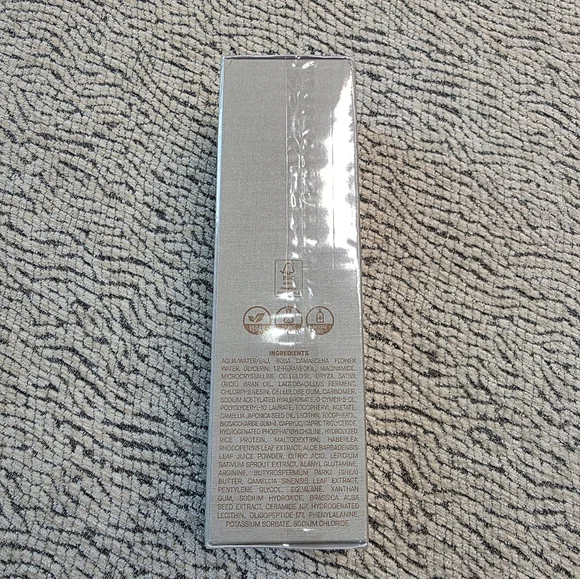 INGREDIENTS
AQUA/WATER/EAU, ROSA DAMASCENA FLOWER
WATER, GLYCERIN, 1,2-HEXANEDIOL, NIACINAMIDE,
MICROCRYSTALLINE CELLULOSE, ORYZA SATIVA
(RICE) BRAN OIL, LACTOBACILLUS FERMENT,
CHLORPHENESIN, CELLULOSE GUM, CARBOMER,
SODIUM ACETYLATED HYALURONATE, O-CYMEN-5-OL,
POLYGLYCERYL-10 LAURATE, TOCOPHERYL ACETATE,
CAMELLIA JAPONICA SEED OIL, LECITHIN, TOCOPHEROL,
BIOSACCHARIDE GUM-4, CAPRYLIC/CAPRIC TRIGLYCERIDE,
HYDROGENATED PHOSPHATIDYLCHOLINE, HYDROLYZED
RICE PROTEIN, MALTODEXTRIN, HABERLEA
RHODOPENSIS LEAF EXTRACT, ALOE BARBADENSIS
LEAF JUICE POWDER, CITRIC ACID, LEPIDIUM
SATIVUM SPROUT EXTRACT, ALANYL GLUTAMINE,
ARGININE, BUTYROSPERMUM PARKII (SHEA)
BUTTER, CAMELLIA SINENSIS LEAF EXTRACT,
PENTYLENE GLYCOL, SQUALANE, XANTHAN
GUM, SODIUM HYDROXIDE, BRASSICA ALBA
SEED EXTRACT, CERAMIDE NP, HYDROGENATED
LECITHIN, OLIGOPEPTIDE-177, PHENYLALANINE,
POTASSIUM SORBATE, SODIUM CHLORIDE.